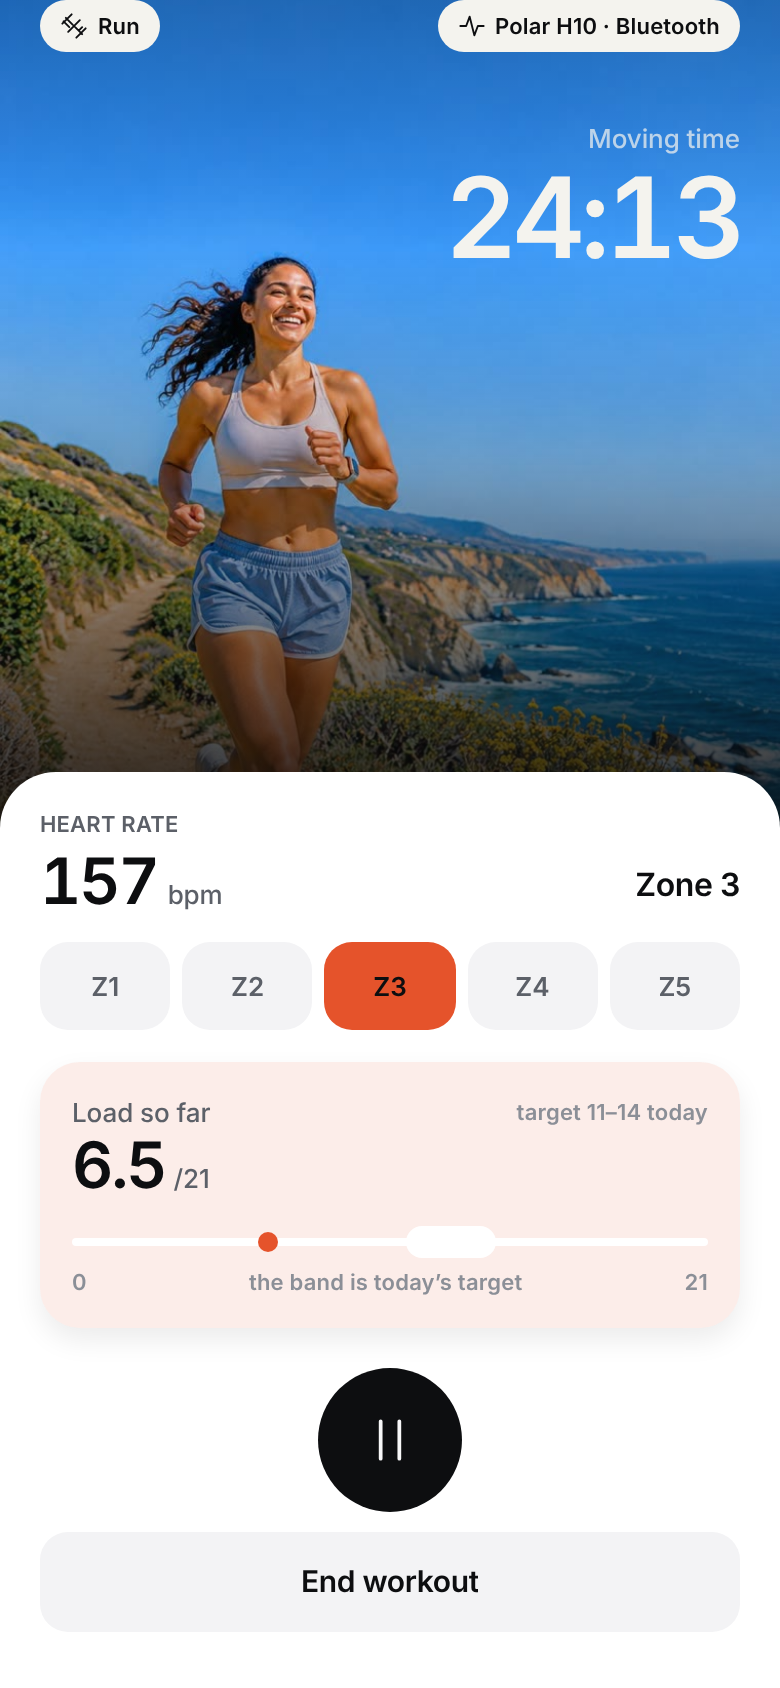 Run
Polar H10 · Bluetooth
Moving time
24:13
HEART RATE
157 bpm
Zone 3
Z1 Z2 Z3 Z4 Z5
Load so far
target 11–14 today
6.5 /21
0 the band is today’s target 21
End workout